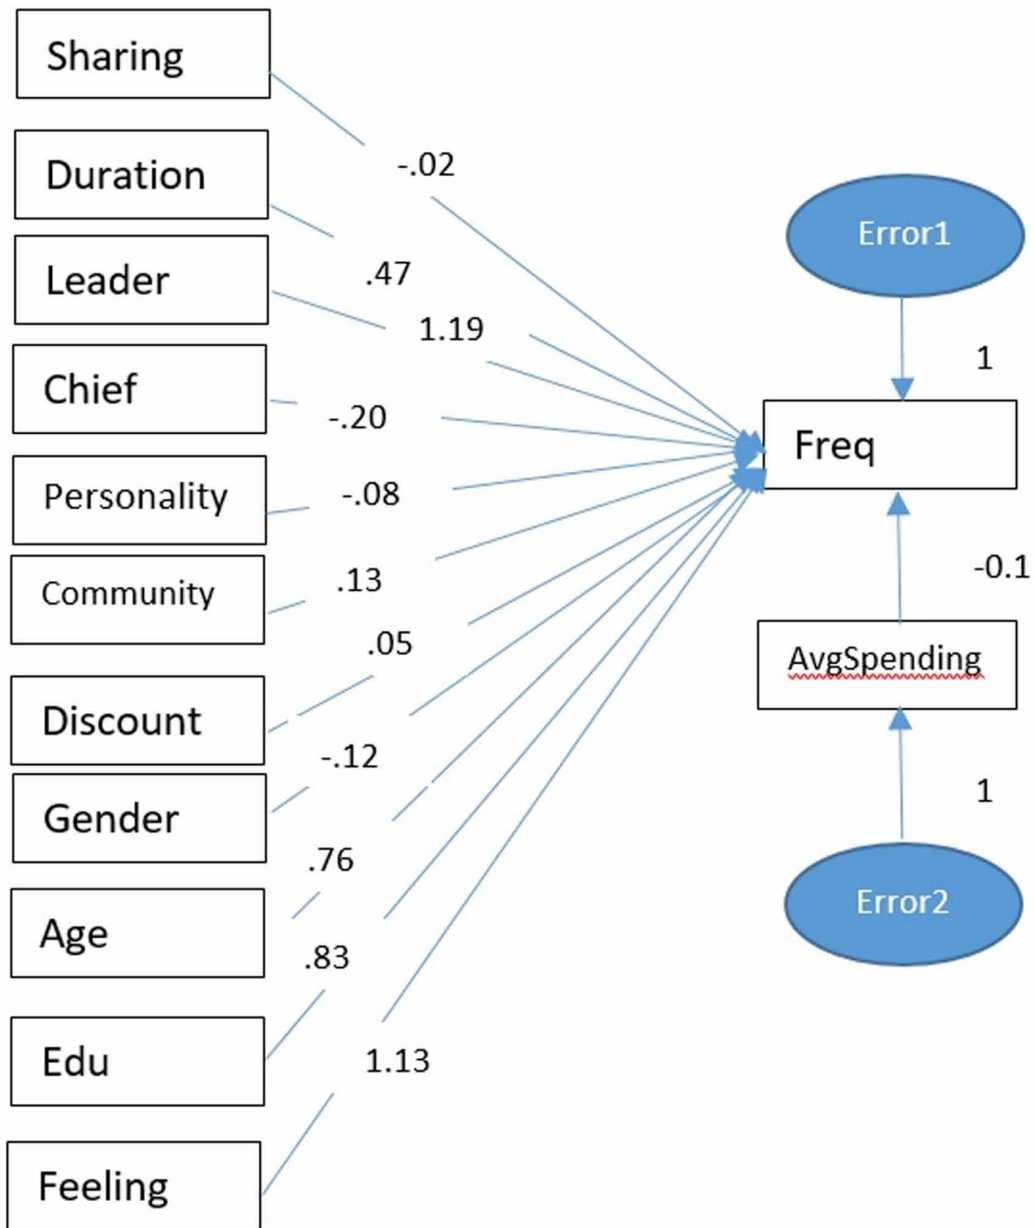 Sharing
-.02
Duration
Error1
.47
Leader
1.19
1
Chief
-.20
Freq
Personality
-.08
-0.1
Community
.13
.05
AvgSpending
Discount
-.12
1
Gender
.76
Error2
Age
.83
Edu
1.13
Feeling